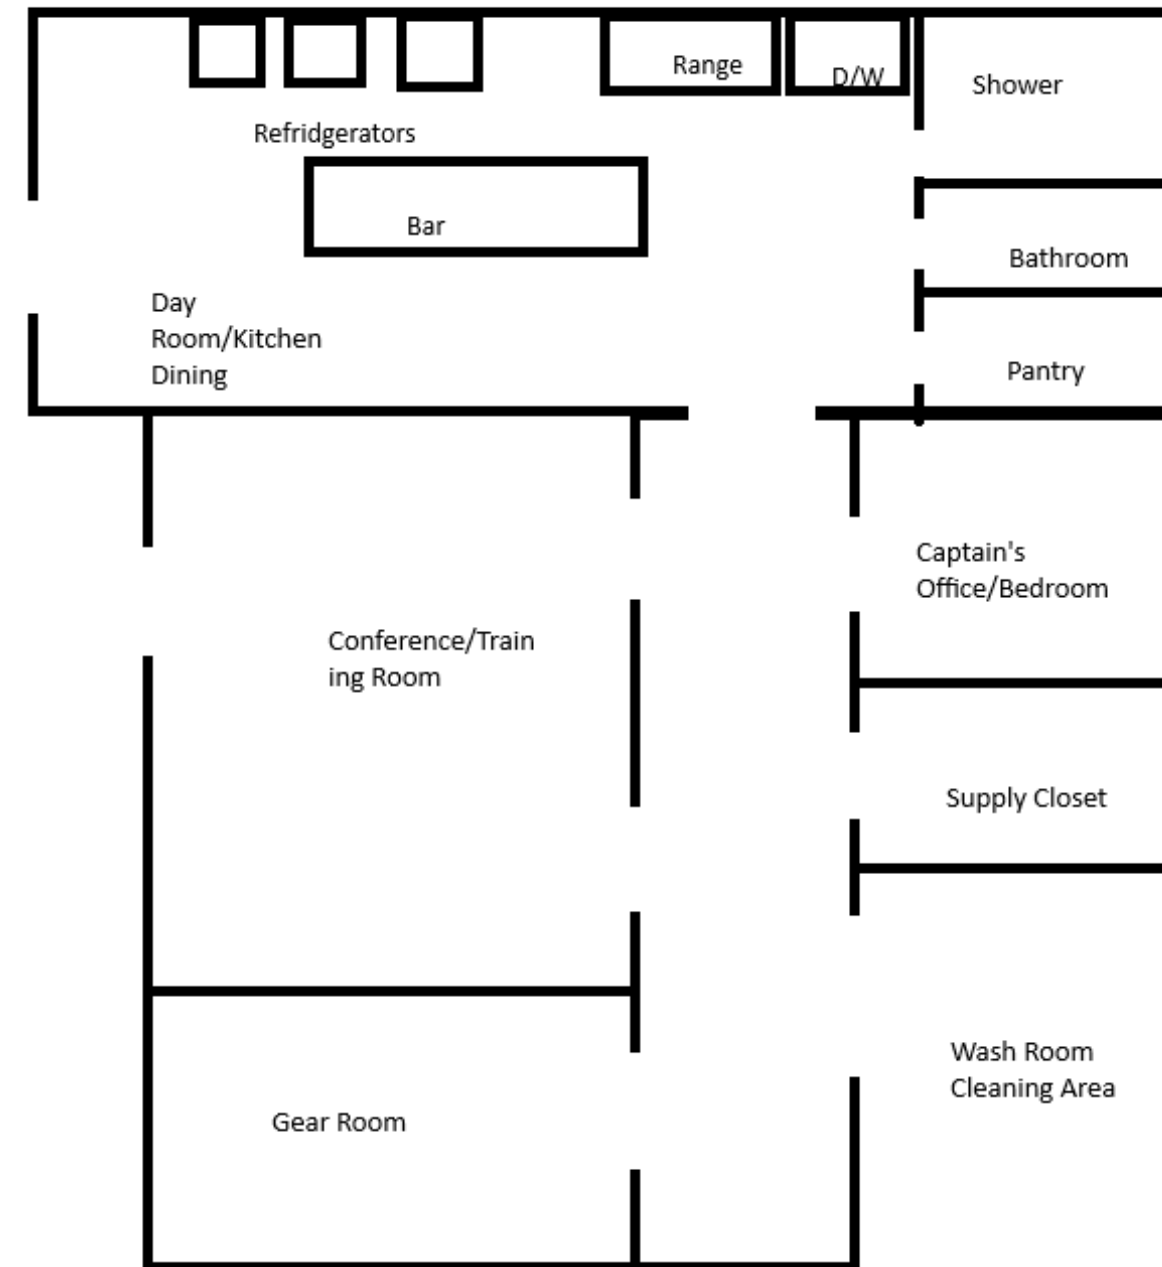 Range
D/W
Shower
Refridgerators
Bar
Bathroom
Day
Room/Kitchen
Dining
Pantry
Captain's
Office/Bedroom
Conference/Train
ing Room
Supply Closet
Wash Room
Cleaning Area
Gear Room